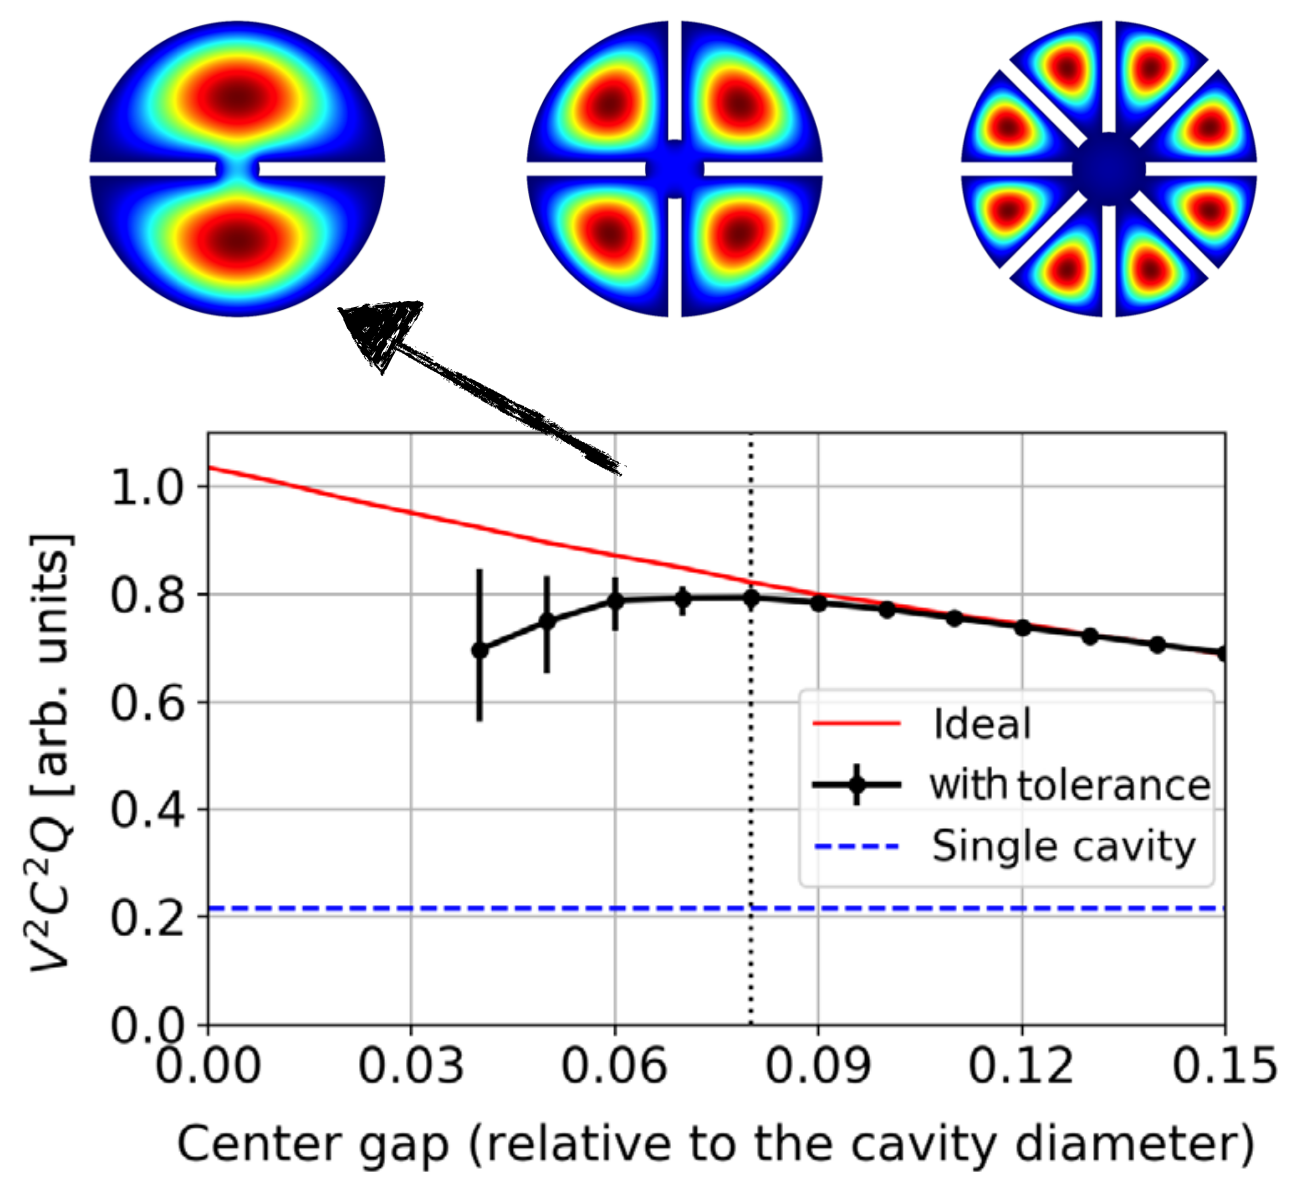 V²C²Q [arb. units]
1.0
0.8
0.6
0.4
0.2
0.0
Ideal
with tolerance
Single cavity
0.00 0.03 0.06 0.09 0.12 0.15
Center gap (relative to the cavity diameter)